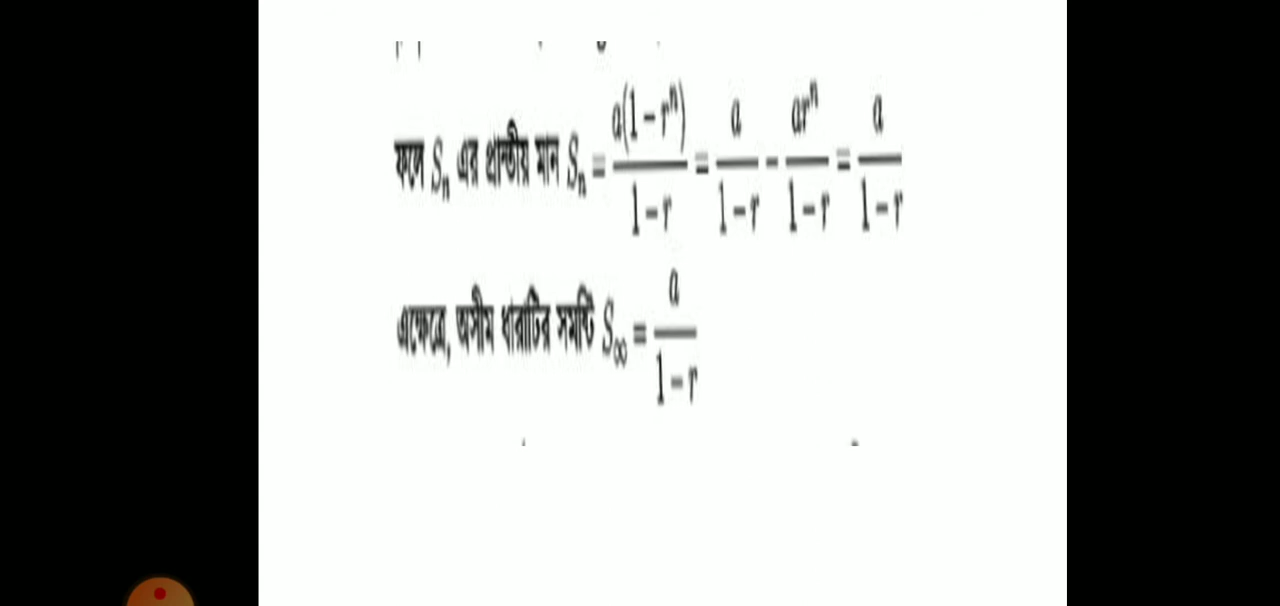 ফলে Sₙ এর প্রান্তীয় মান Sₙ = a(1 − rⁿ)/(1 − r) = a/(1 − r) − arⁿ/(1 − r) = a/(1 − r)
এক্ষেত্রে, অসীম ধারাটির সমষ্টি S∞ = a/(1 − r)